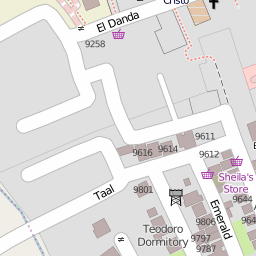 Cristo
El Danda
9258
9611
9616
9614
9612
Sheila's
Store
9801
Taal
9644
Emerald
Teodoro
Dormitory
9806
9797
9787